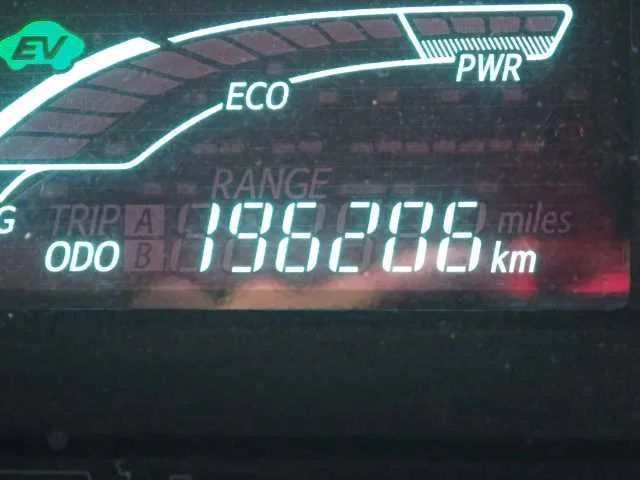 EV
PWR
ECO
RANGE
G
TRIP A miles
ODO B 196206 km